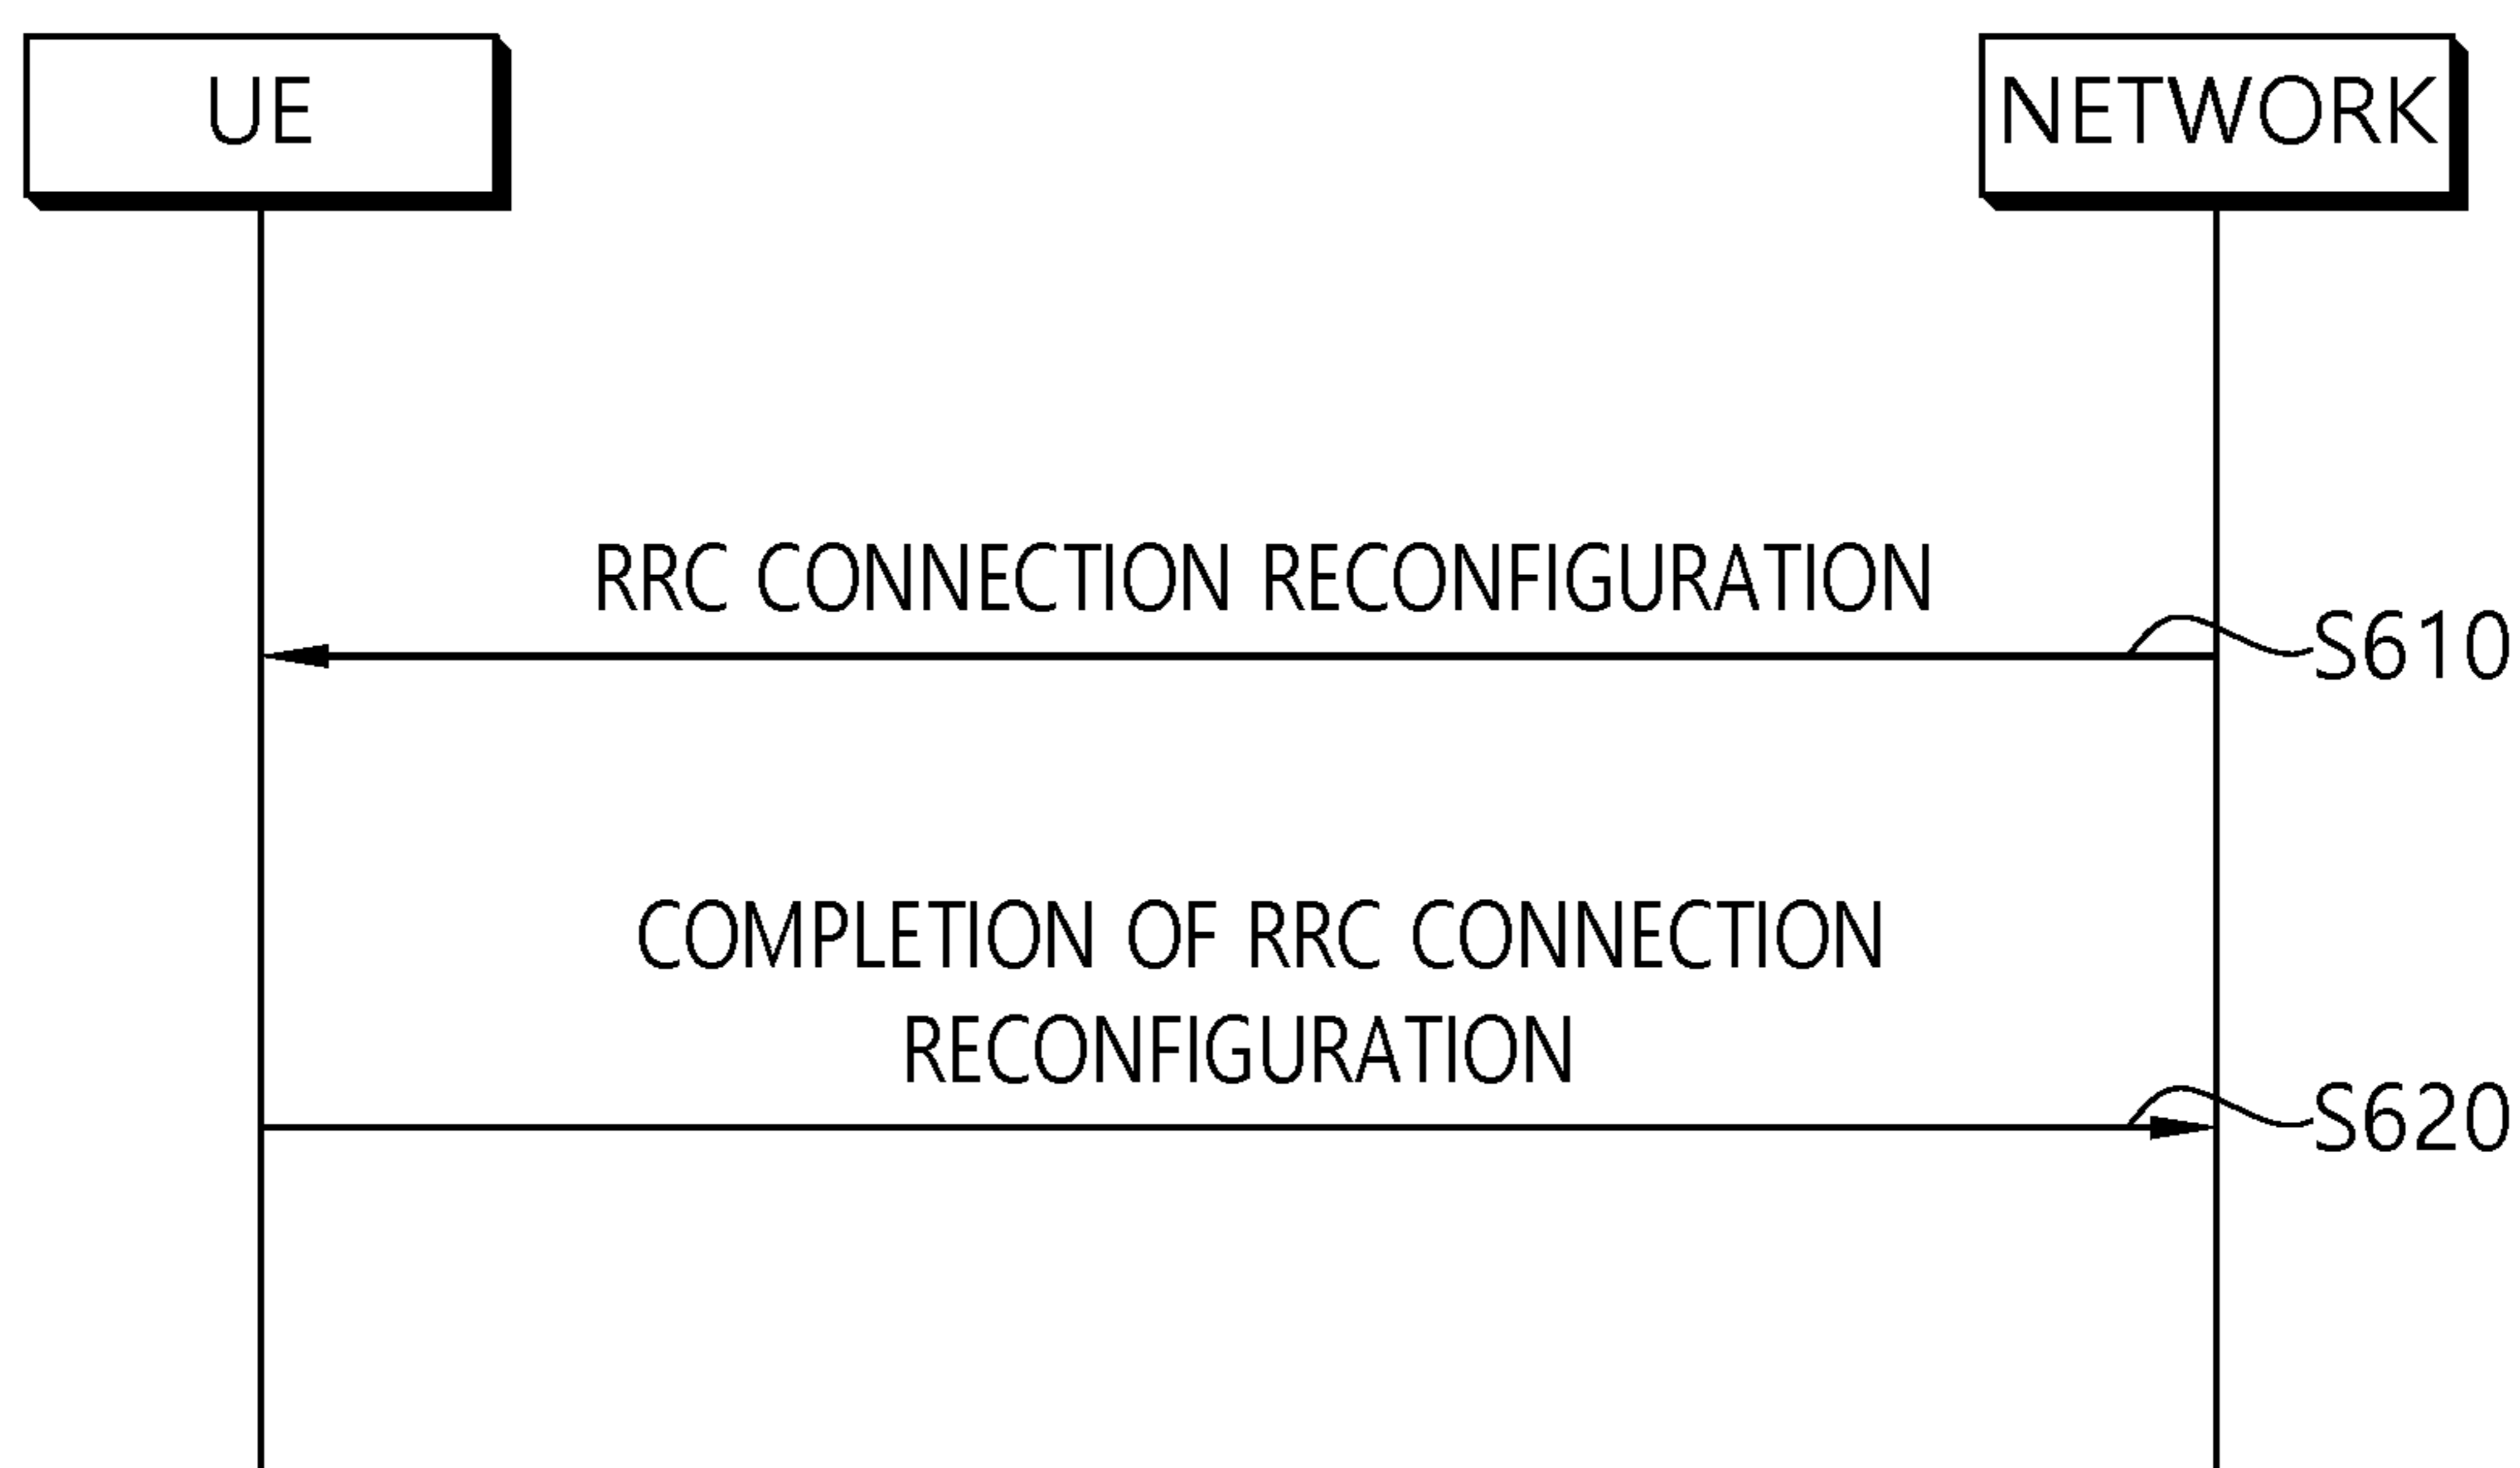 UE
NETWORK
RRC CONNECTION RECONFIGURATION
S610
COMPLETION OF RRC CONNECTION
RECONFIGURATION
S620